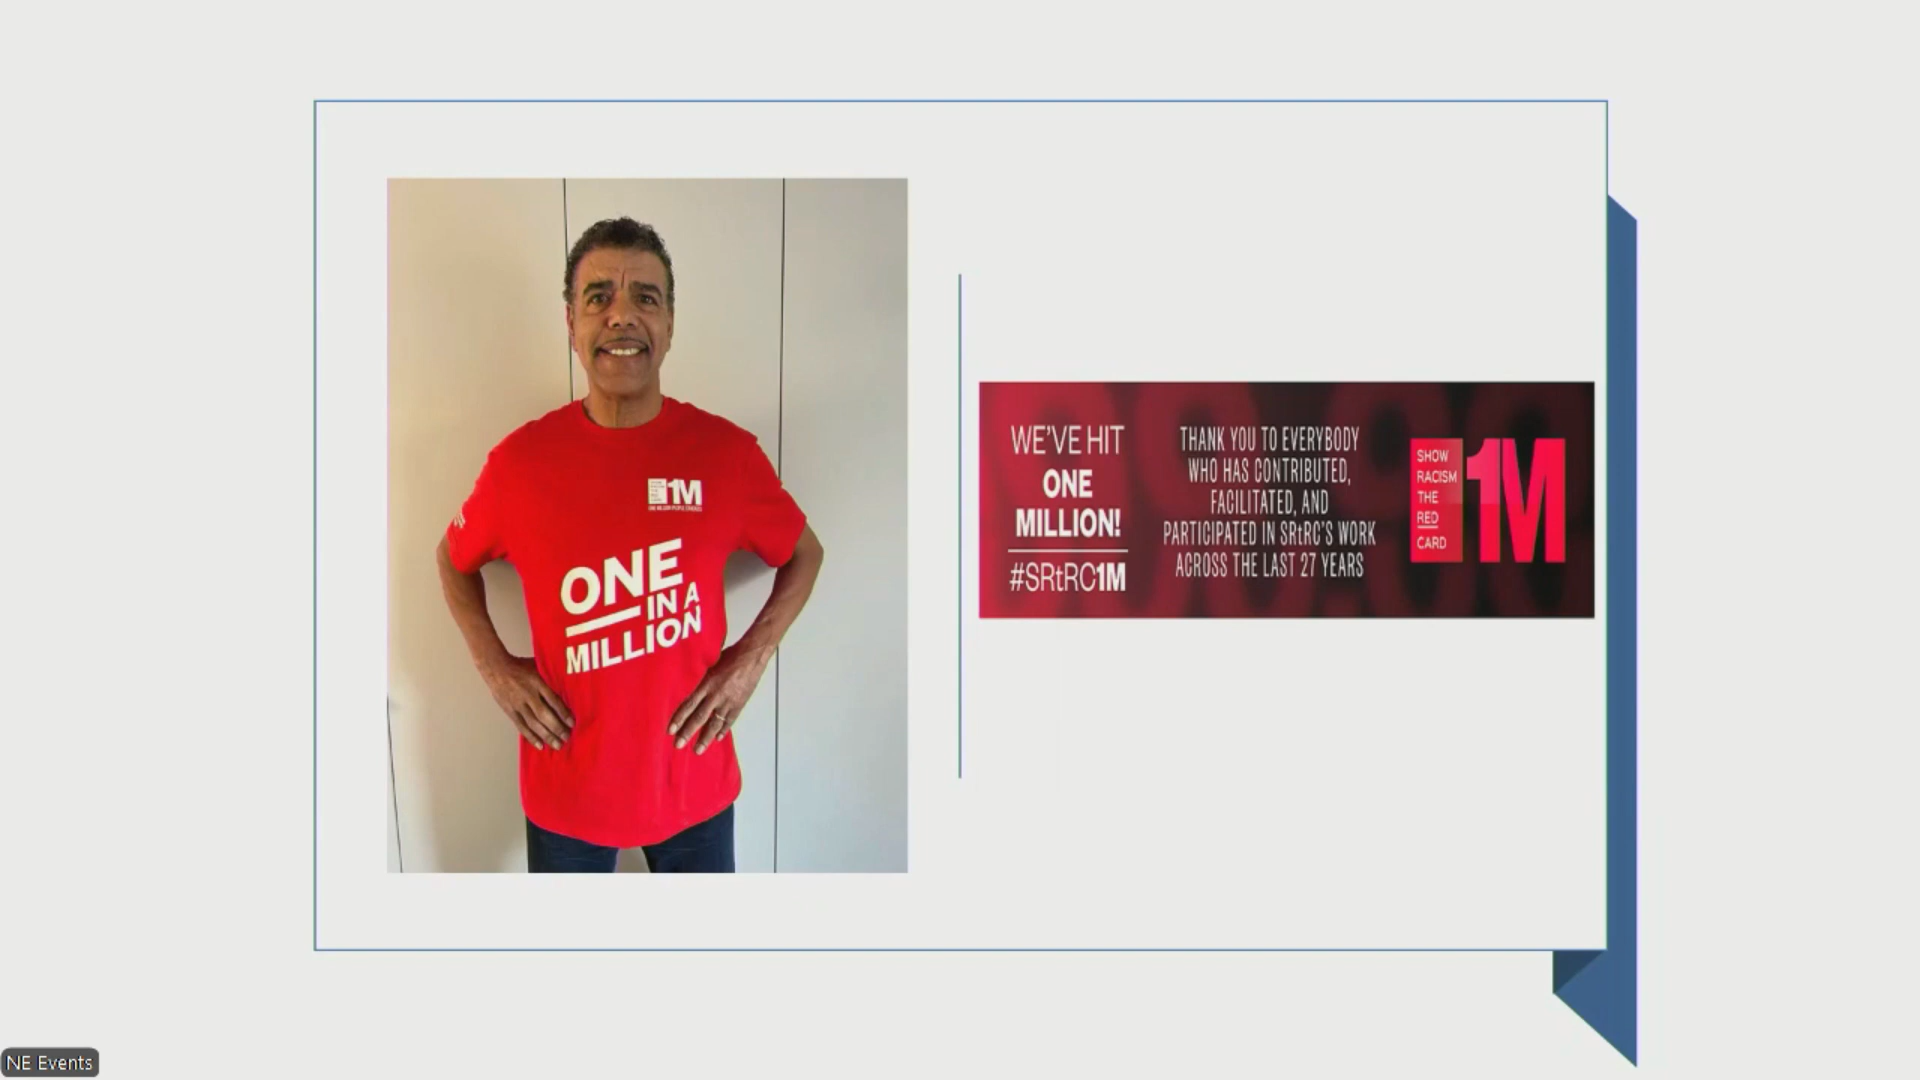 1M
ONE
IN A
MILLION
WE'VE HIT
ONE
MILLION!
#SRtRC1M
THANK YOU TO EVERYBODY
WHO HAS CONTRIBUTED,
FACILITATED, AND
PARTICIPATED IN SRtRC'S WORK
ACROSS THE LAST 27 YEARS
SHOW
RACISM
THE
RED
CARD
1M
NE Events